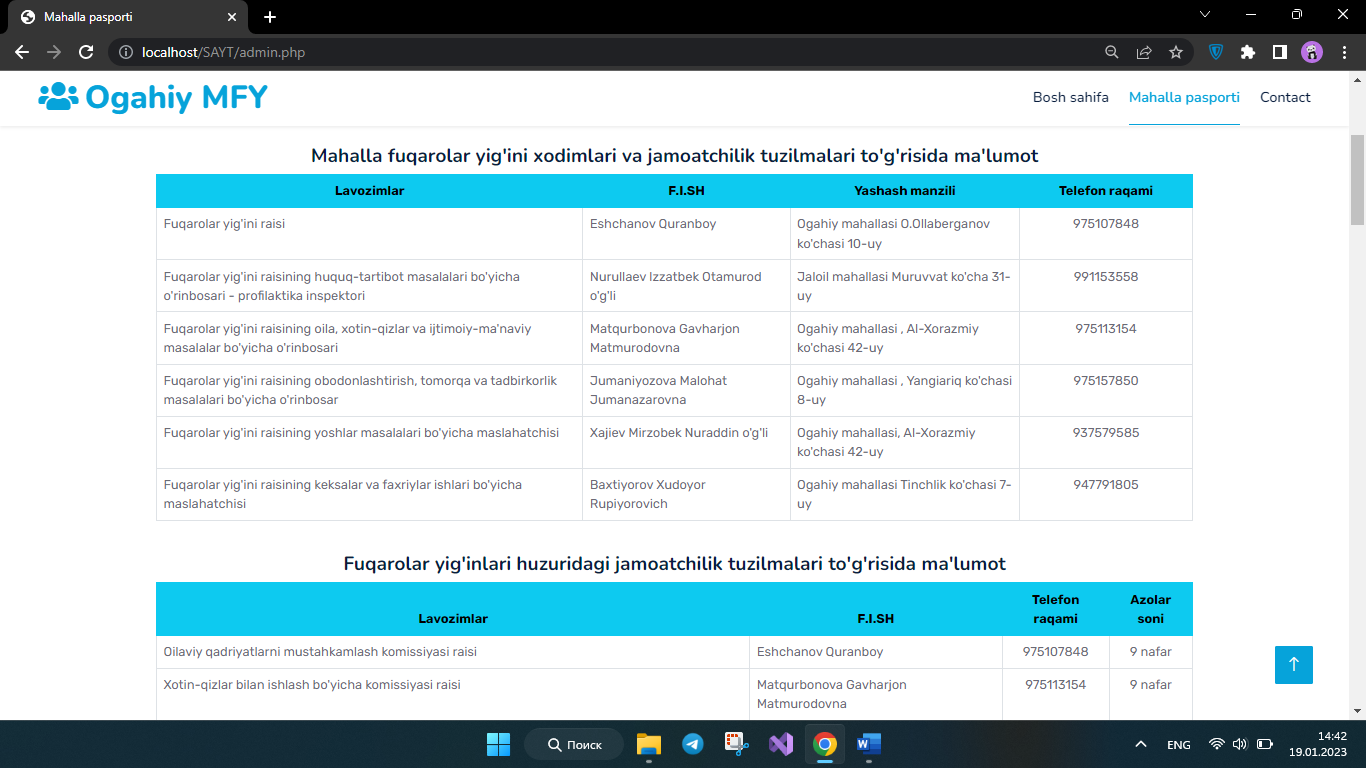 Mahalla pasporti
localhost/SAYT/admin.php
Ogahiy MFY
Bosh sahifa
Mahalla pasporti
Contact
Mahalla fuqarolar yig'ini xodimlari va jamoatchilik tuzilmalari to'g'risida ma'lumot
Lavozimlar
F.I.SH
Yashash manzili
Telefon raqami
Fuqarolar yig'ini raisi
Eshchanov Quranboy
Ogahiy mahallasi O.Ollaberganov
ko'chasi 10-uy
975107848
Fuqarolar yig'ini raisining huquq-tartibot masalalari bo'yicha
o'rinbosari - profilaktika inspektori
Nurullaev Izzatbek Otamurod
o'g'li
Jaloil mahallasi Muruvvat ko'cha 31-
uy
991153558
Fuqarolar yig'ini raisining oila, xotin-qizlar va ijtimoiy-ma'naviy
masalalar bo'yicha o'rinbosari
Matqurbonova Gavharjon
Matmurodovna
Ogahiy mahallasi , Al-Xorazmiy
ko'chasi 42-uy
975113154
Fuqarolar yig'ini raisining obodonlashtirish, tomorqa va tadbirkorlik
masalalari bo'yicha o'rinbosar
Jumaniyozova Malohat
Jumanazarovna
Ogahiy mahallasi , Yangiariq ko'chasi
8-uy
975157850
Fuqarolar yig'ini raisining yoshlar masalalari bo'yicha maslahatchisi
Xajiev Mirzobek Nuraddin o'g'li
Ogahiy mahallasi, Al-Xorazmiy
ko'chasi 42-uy
937579585
Fuqarolar yig'ini raisining keksalar va faxriylar ishlari bo'yicha
maslahatchisi
Baxtiyorov Xudoyor
Rupiyorovich
Ogahiy mahallasi Tinchlik ko'chasi 7-
uy
947791805
Fuqarolar yig'inlari huzuridagi jamoatchilik tuzilmalari to'g'risida ma'lumot
Lavozimlar
F.I.SH
Telefon
raqami
Azolar
soni
Oilaviy qadriyatlarni mustahkamlash komissiyasi raisi
Eshchanov Quranboy
975107848
9 nafar
Xotin-qizlar bilan ishlash bo'yicha komissiyasi raisi
Matqurbonova Gavharjon
Matmurodovna
975113154
9 nafar
Поиск
ENG
14:42
19.01.2023